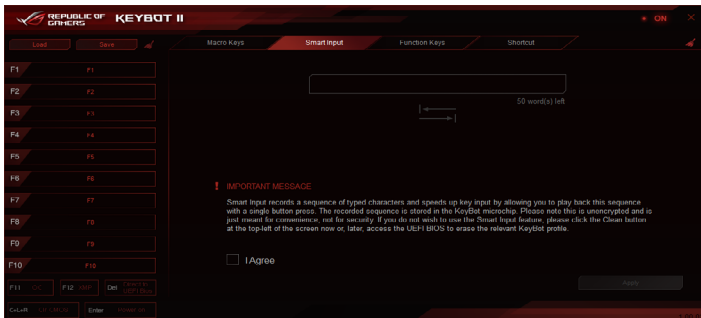 REPUBLIC OF
GAMERS
KEYBOT II
ON
Load
Save
Macro Keys
Smart Input
Function Keys
Shortcut
F1 F1
F2 F2
F3 F3
F4 F4
F5 F5
F6 F6
F7 F7
F8 F8
F9 F9
F10 F10
F11
F12
Del
UEFI Bios
C+L+R
Enter
50 word(s) left
! IMPORTANT MESSAGE
Smart Input records a sequence of typed characters and speeds up key input by allowing you to play back this sequence
with a single button press. The recorded sequence is stored in the KeyBot microchip. Please note this is unencrypted and is
just meant for convenience, not for security. If you do not wish to use the Smart Input feature, please click the Clean button
at the top-left of the screen now or, later, access the UEFI BIOS to erase the relevant KeyBot profile.
I Agree
Apply